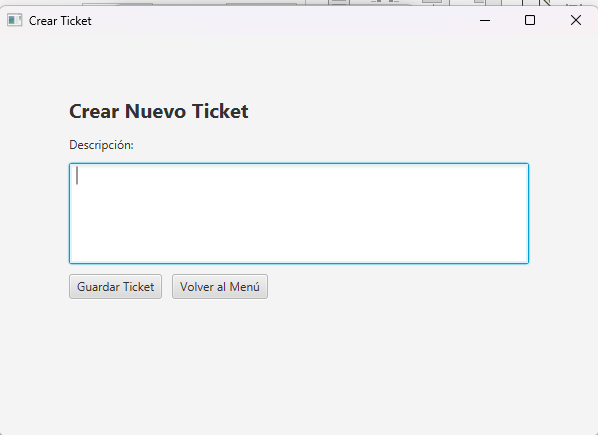 Crear Ticket
Crear Nuevo Ticket
Descripción:
Guardar Ticket Volver al Menú